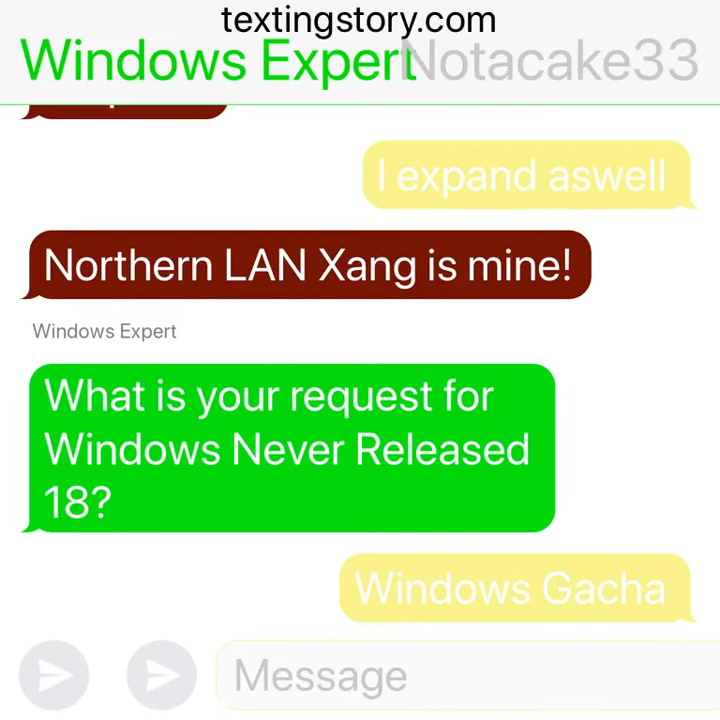 textingstory.com
Windows Expert Notacake33
I expand aswell
Northern LAN Xang is mine!
Windows Expert
What is your request for
Windows Never Released
18?
Windows Gacha
Message